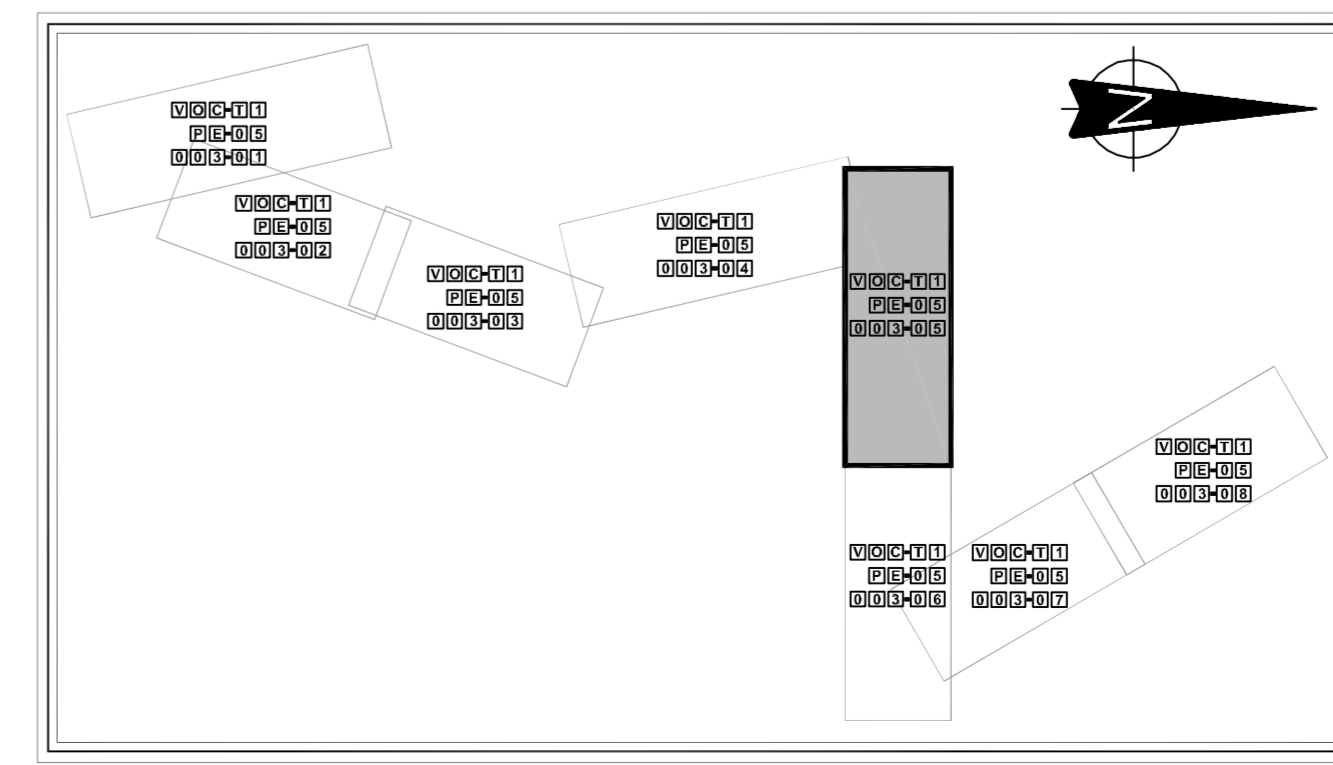 VOC-T1
PE-05
003-01
VOC-T1
PE-05
003-02
VOC-T1
PE-05
003-03
VOC-T1
PE-05
003-04
VOC-T1
PE-05
003-05
VOC-T1
PE-05
003-06
VOC-T1
PE-05
003-07
VOC-T1
PE-05
003-08
N